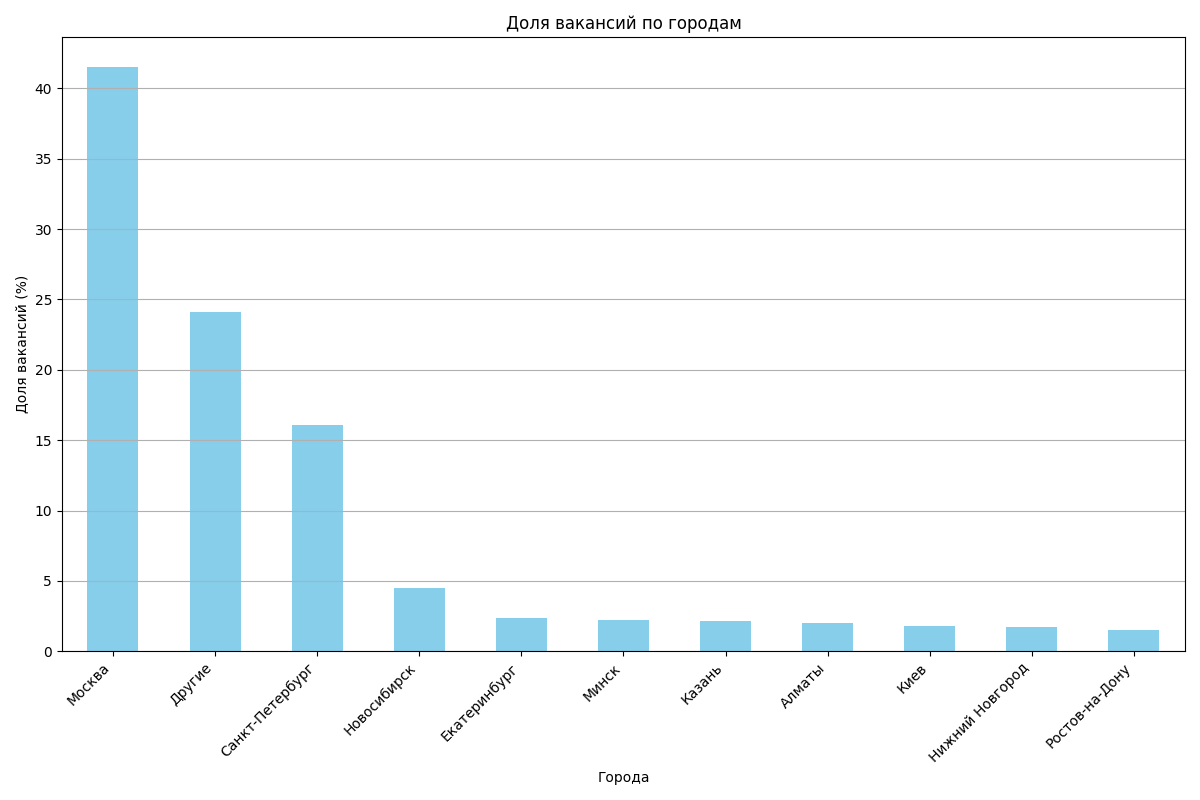 Доля вакансий по городам
Доля вакансий (%)
40
35
30
25
20
15
10
5
0
Москва
Другие
Санкт-Петербург
Новосибирск
Екатеринбург
Минск
Казань
Алматы
Киев
Нижний Новгород
Ростов-на-Дону
Города